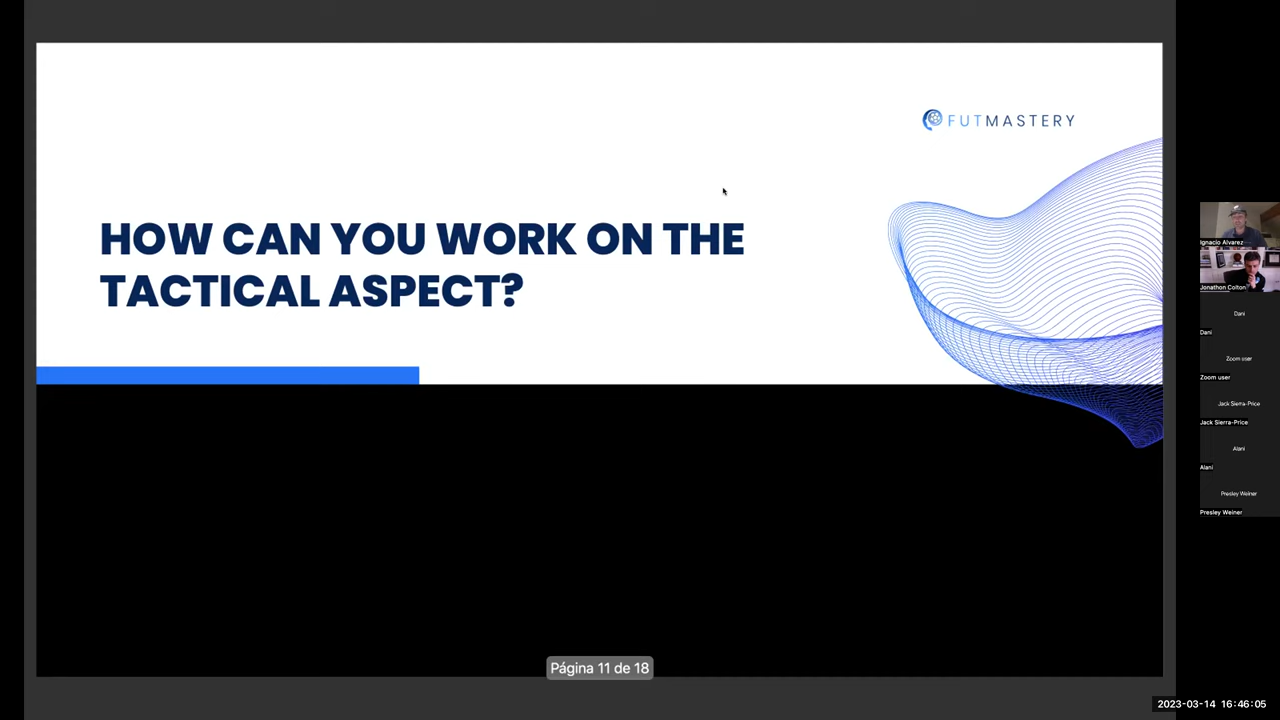 FUTMASTERY
HOW CAN YOU WORK ON THE
TACTICAL ASPECT?
Página 11 de 18
Ignacio Alvarez
Jonathon Colton
Dani
Dani
Zoom user
Zoom user
Jack Sierra-Price
Jack Sierra-Price
Alani
Alani
Presley Weiner
Presley Weiner
2023-03-14 16:46:05